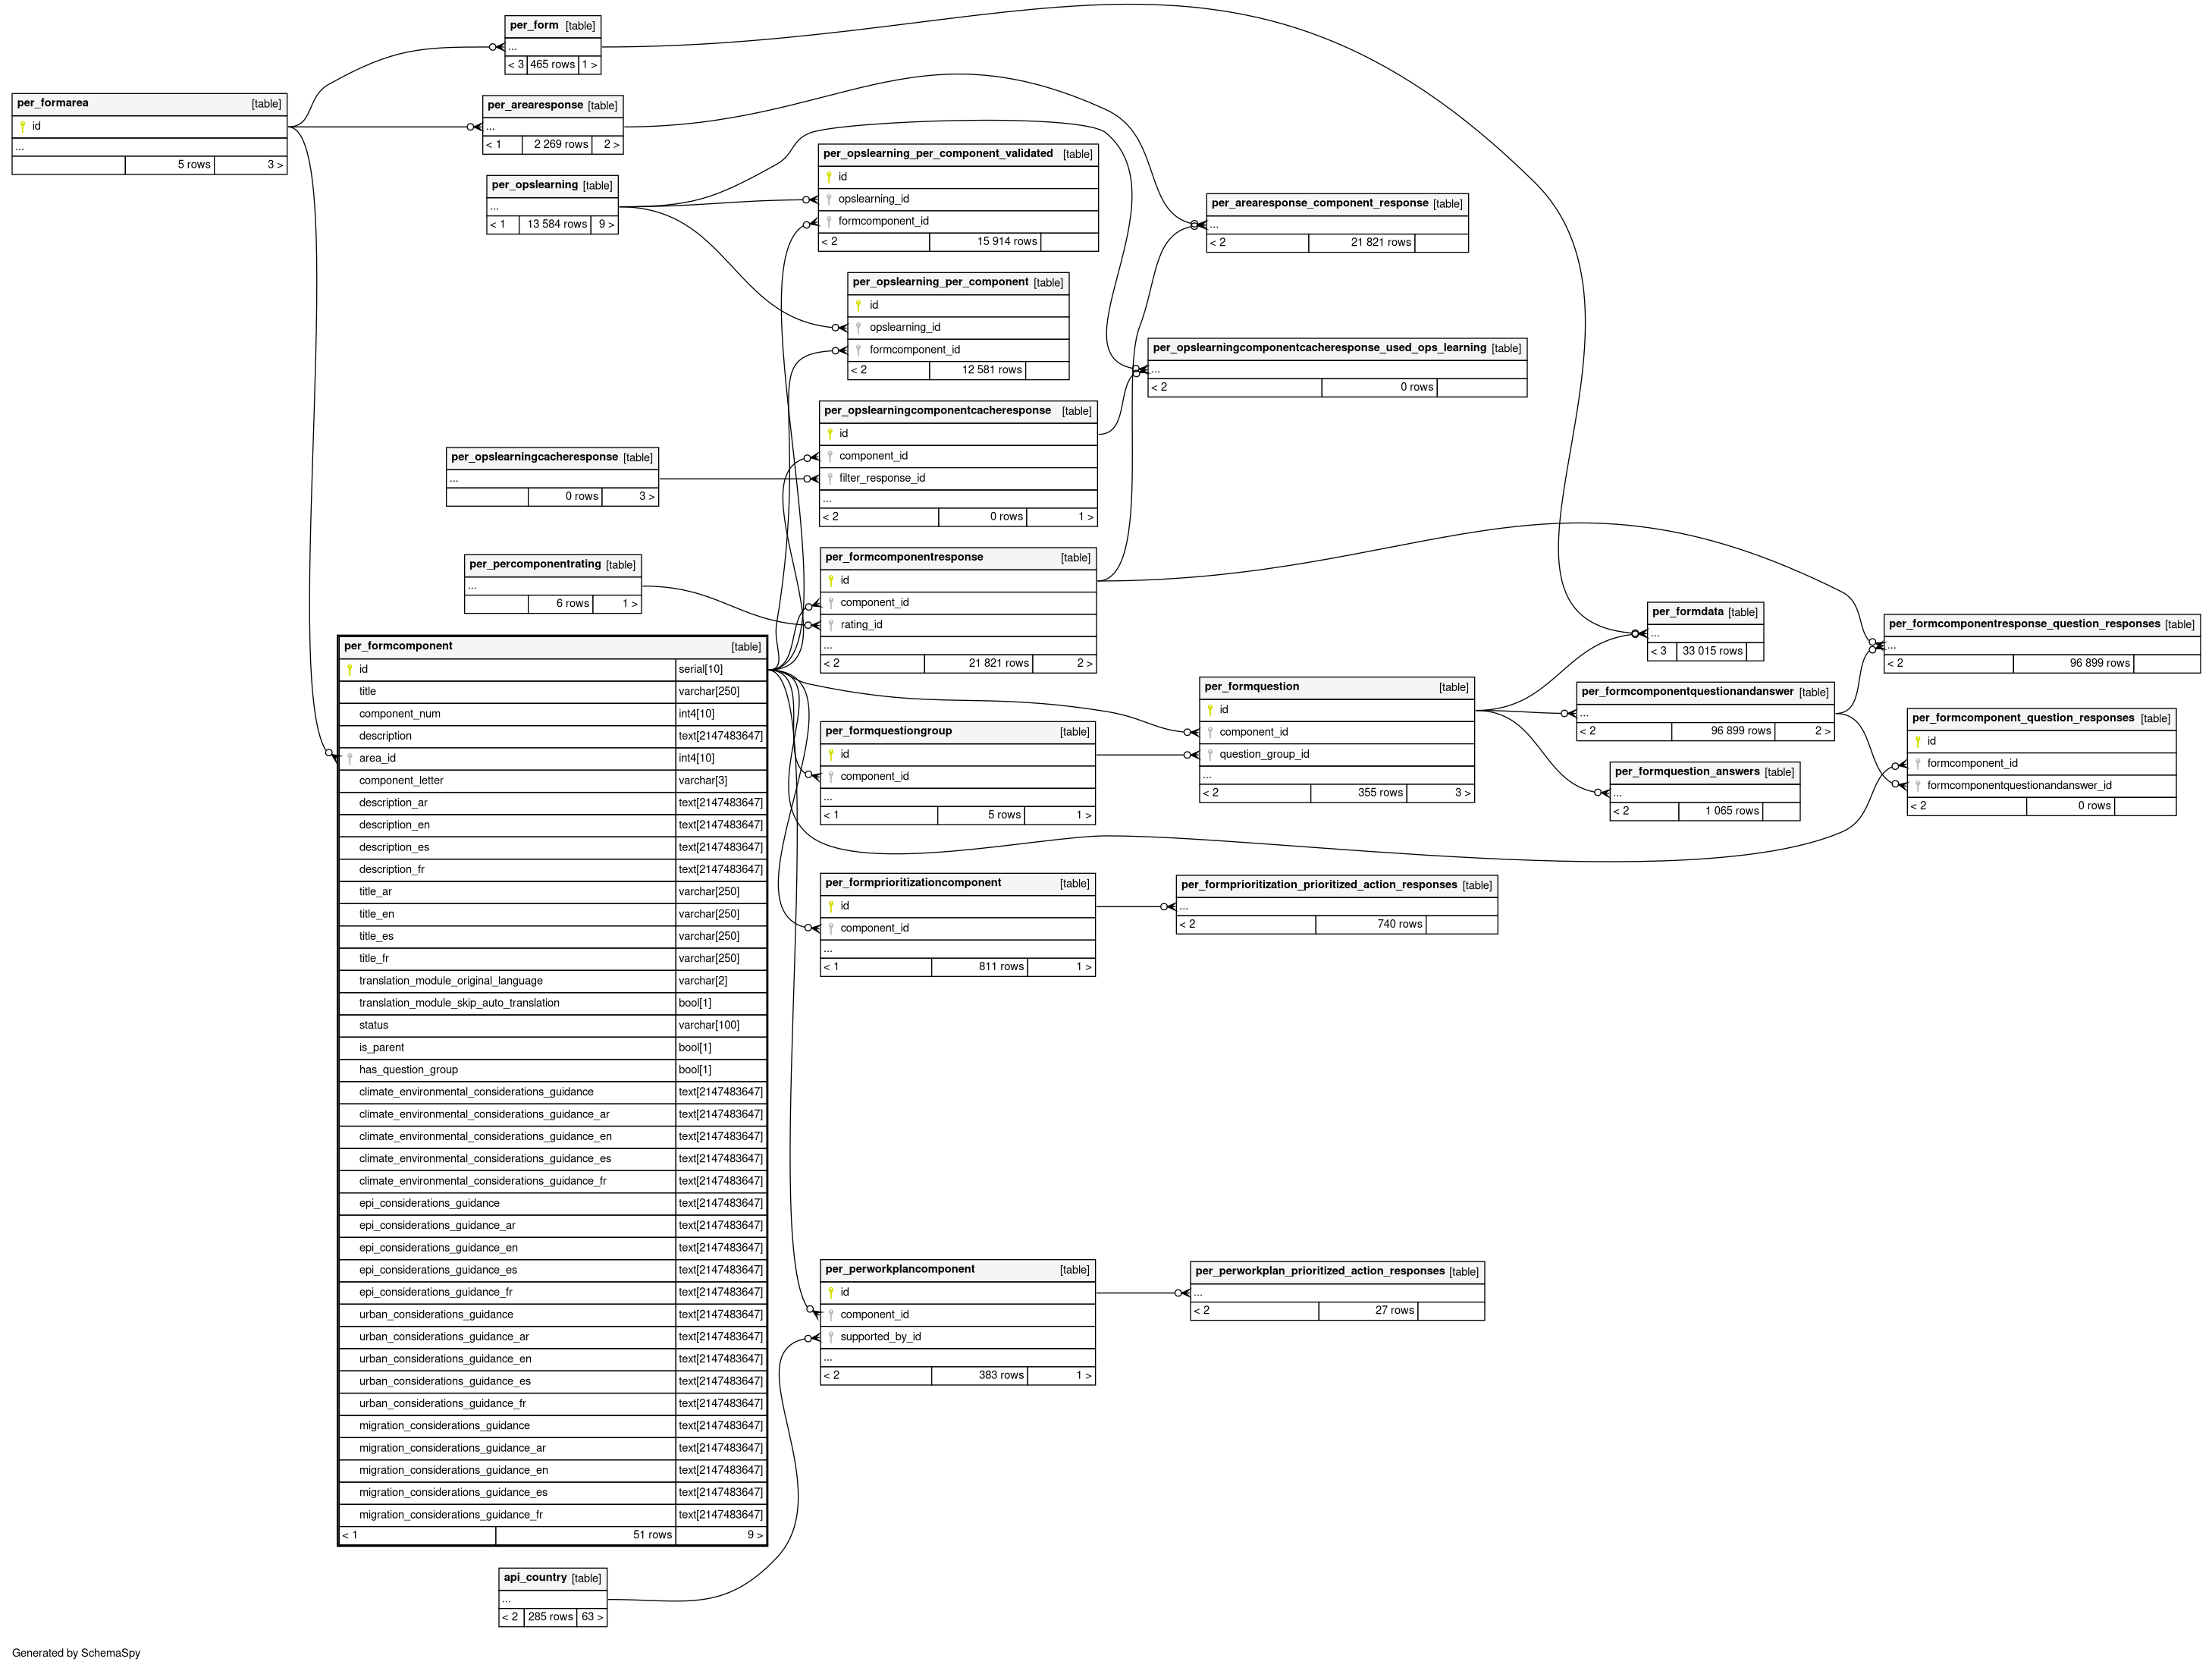 per_form [table]
...
< 3 465 rows 1 >
per_formarea [table]
id
...
5 rows 3 >
per_arearesponse [table]
...
< 1 2 269 rows 2 >
per_opslearning [table]
...
< 1 13 584 rows 9 >
per_opslearning_per_component_validated [table]
id
opslearning_id
formcomponent_id
< 2 15 914 rows
per_arearesponse_component_response [table]
...
< 2 21 821 rows
per_opslearning_per_component [table]
id
opslearning_id
formcomponent_id
< 2 12 581 rows
per_opslearningcomponentcacheresponse_used_ops_learning [table]
...
< 2 0 rows
per_opslearningcomponentcacheresponse [table]
id
component_id
filter_response_id
...
< 2 0 rows 1 >
per_opslearningcacheresponse [table]
...
0 rows 3 >
per_percomponentrating [table]
...
6 rows 1 >
per_formcomponentresponse [table]
id
component_id
rating_id
...
< 2 21 821 rows 2 >
per_formdata [table]
...
< 3 33 015 rows
per_formcomponentresponse_question_responses [table]
...
< 2 96 899 rows
per_formquestion [table]
id
component_id
question_group_id
...
< 2 355 rows 3 >
per_formcomponentquestionandanswer [table]
...
< 2 96 899 rows 2 >
per_formcomponent_question_responses [table]
id
formcomponent_id
formcomponentquestionandanswer_id
< 2 0 rows
per_formquestiongroup [table]
id
component_id
...
< 1 5 rows 1 >
per_formquestion_answers [table]
...
< 2 1 065 rows
per_formprioritizationcomponent [table]
id
component_id
...
< 1 811 rows 1 >
per_formprioritization_prioritized_action_responses [table]
...
< 2 740 rows
per_formcomponent [table]
id serial[10]
title varchar[250]
component_num int4[10]
description text[2147483647]
area_id int4[10]
component_letter varchar[3]
description_ar text[2147483647]
description_en text[2147483647]
description_es text[2147483647]
description_fr text[2147483647]
title_ar varchar[250]
title_en varchar[250]
title_es varchar[250]
title_fr varchar[250]
translation_module_original_language varchar[2]
translation_module_skip_auto_translation bool[1]
status varchar[100]
is_parent bool[1]
has_question_group bool[1]
climate_environmental_considerations_guidance text[2147483647]
climate_environmental_considerations_guidance_ar text[2147483647]
climate_environmental_considerations_guidance_en text[2147483647]
climate_environmental_considerations_guidance_es text[2147483647]
climate_environmental_considerations_guidance_fr text[2147483647]
epi_considerations_guidance text[2147483647]
epi_considerations_guidance_ar text[2147483647]
epi_considerations_guidance_en text[2147483647]
epi_considerations_guidance_es text[2147483647]
epi_considerations_guidance_fr text[2147483647]
urban_considerations_guidance text[2147483647]
urban_considerations_guidance_ar text[2147483647]
urban_considerations_guidance_en text[2147483647]
urban_considerations_guidance_es text[2147483647]
urban_considerations_guidance_fr text[2147483647]
migration_considerations_guidance text[2147483647]
migration_considerations_guidance_ar text[2147483647]
migration_considerations_guidance_en text[2147483647]
migration_considerations_guidance_es text[2147483647]
migration_considerations_guidance_fr text[2147483647]
< 1 51 rows 9 >
per_perworkplancomponent [table]
id
component_id
supported_by_id
...
< 2 383 rows 1 >
per_perworkplan_prioritized_action_responses [table]
...
< 2 27 rows
api_country [table]
...
< 2 285 rows 63 >
Generated by SchemaSpy